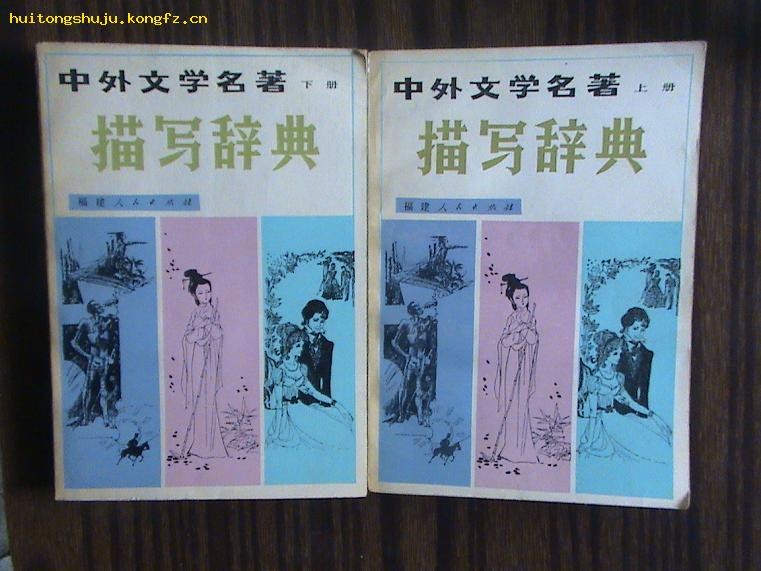 huitongshuju.kongfz.cn
中外文学名著 下册
描写辞典
福建人民出版社
中外文学名著 上册
描写辞典
福建人民出版社